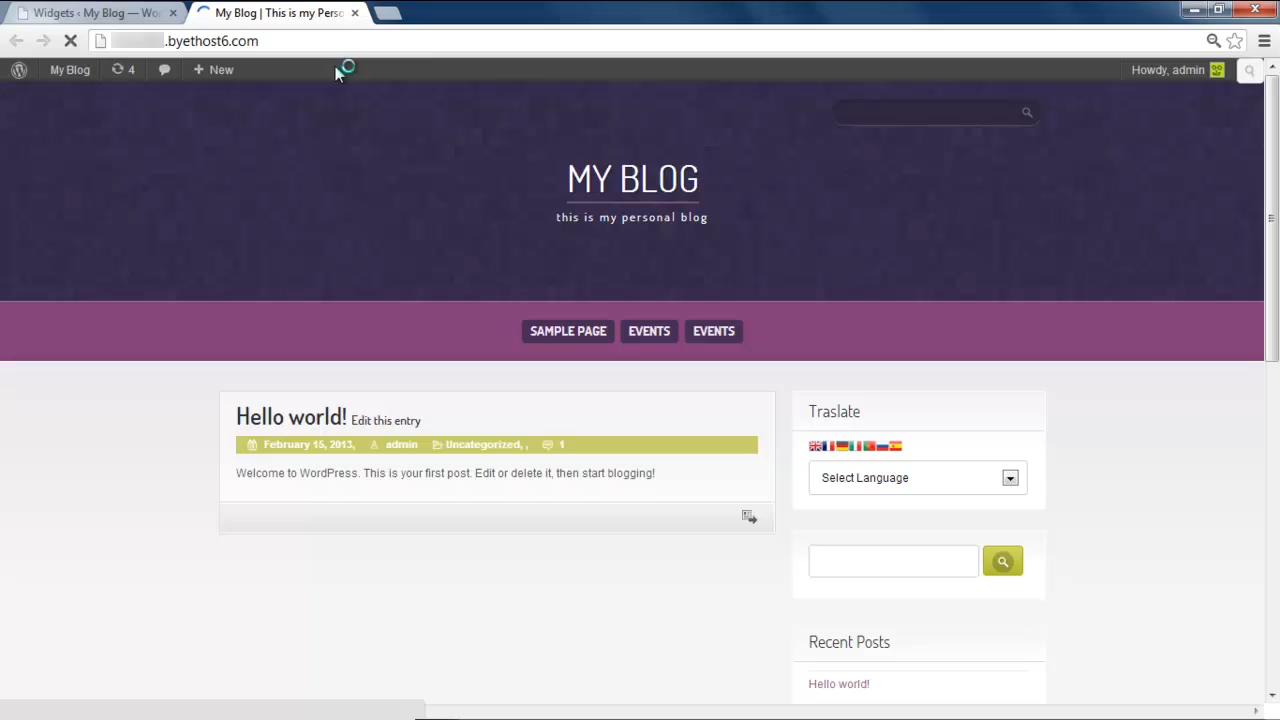 Widgets ‹ My Blog — Wo
My Blog | This is my Perso
.byethost6.com
My Blog
4
New
Howdy, admin
MY BLOG
this is my personal blog
SAMPLE PAGE
EVENTS
EVENTS
Hello world! Edit this entry
February 15, 2013, admin Uncategorized, , 1
Welcome to WordPress. This is your first post. Edit or delete it, then start blogging!
Traslate
Select Language
Recent Posts
Hello world!